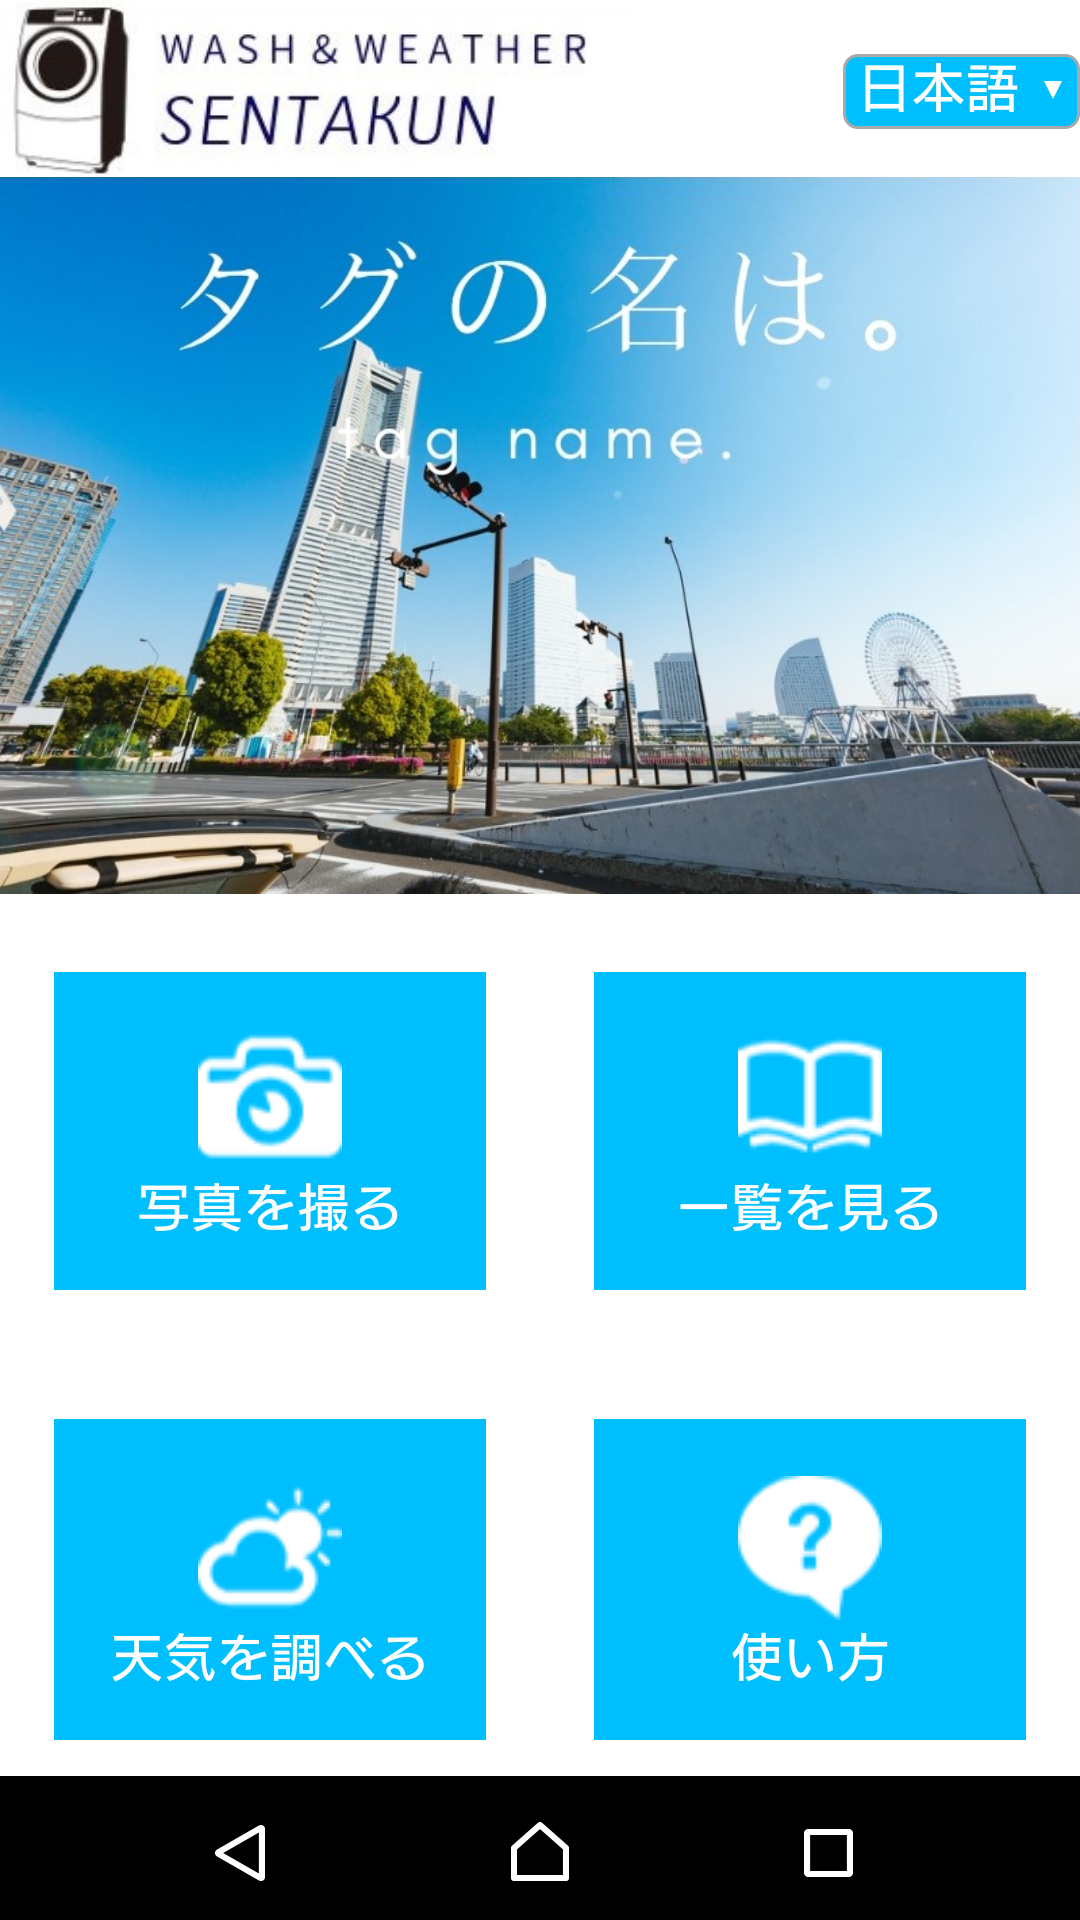 WASH & WEATHER
SENTAKUN
日本語 ▼
タグの名は。
tag name.
写真を撮る
一覧を見る
天気を調べる
使い方